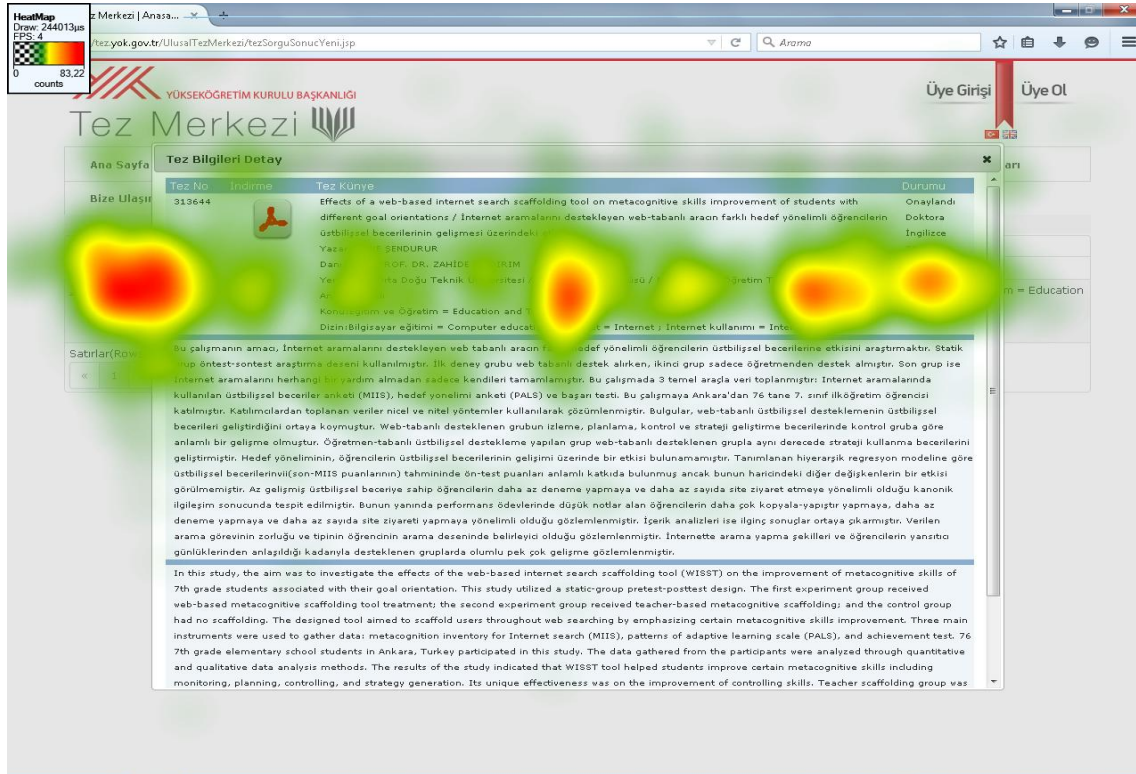 HeatMap
Draw: 244013µs
FPS: 4
0 83,22
counts
z Merkezi | Anasa...
/tez.yok.gov.tr/UlusalTezMerkezi/tezSorguSonucYeni.jsp
Arama
YÜKSEKÖĞRETİM KURULU BAŞKANLIĞI
Tez Merkezi
Üye Girişi
Üye Ol
Ana Sayfa
Tez Bilgileri Detay
arı
Bize Ulaşın
Tez No İndirme Tez Künye Durumu
313644 Effects of a web-based internet search scaffolding tool on metacognitive skills improvement of students with Onaylandı
different goal orientations / İnternet aramalarını destekleyen web-tabanlı aracın farklı hedef yönelimli öğrencilerin Doktora
üstbilişsel becerilerinin gelişmesi üzerindeki İngilizce
ŞENDURUR
PROF. DR. ZAHİDE
Orta Doğu Teknik Üniversitesi
m = Education
Eğitim ve Öğretim = Education and
Dizin:Bilgisayar eğitimi = Computer = Internet ; Internet kullanımı =
Satırlar
« 1
Bu çalışmanın amacı, İnternet aramalarını destekleyen web tabanlı aracın hedef yönelimli öğrencilerin üstbilişsel becerilerine etkisini araştırmaktır. Statik
grup öntest-sontest araştırma deseni kullanılmıştır. İlk deney grubu web tabanlı destek alırken, ikinci grup sadece öğretmenden destek almıştır. Son grup ise
İnternet aramalarını herhangi bir yardım almadan sadece kendileri tamamlamıştır. Bu çalışmada 3 temel araçla veri toplanmıştır: Internet aramalarında
kullanılan üstbilişsel beceriler anketi (MIIS), hedef yönelimi anketi (PALS) ve başarı testi. Bu çalışmaya Ankara'dan 76 tane 7. sınıf ilköğretim öğrencisi
katılmıştır. Katılımcılardan toplanan veriler nicel ve nitel yöntemler kullanılarak çözümlenmiştir. Bulgular, web-tabanlı üstbilişsel desteklemenin üstbilişsel
becerileri geliştirdiğini ortaya koymuştur. Web-tabanlı desteklenen grubun izleme, planlama, kontrol ve strateji geliştirme becerilerinde kontrol gruba göre
anlamlı bir gelişme olmuştur. Öğretmen-tabanlı üstbilişsel destekleme yapılan grup web-tabanlı desteklenen grupla aynı derecede strateji kullanma becerilerini
geliştirmiştir. Hedef yöneliminin, öğrencilerin üstbilişsel becerilerinin gelişimi üzerinde bir etkisi bulunamamıştır. Tanımlanan hiyerarşik regresyon modeline göre
üstbilişsel becerilerinvii(son-MIIS puanlarının) tahmininde ön-test puanları anlamlı katkıda bulunmuş ancak bunun haricindeki diğer değişkenlerin bir etkisi
görülmemiştir. Az gelişmiş üstbilişsel beceriye sahip öğrencilerin daha az deneme yapmaya ve daha az sayıda site ziyaret etmeye yönelimli olduğu kanonik
ilgileşim sonucunda tespit edilmiştir. Bunun yanında performans ödevlerinde düşük notlar alan öğrencilerin daha çok kopyala-yapıştır yapmaya, daha az
deneme yapmaya ve daha az sayıda site ziyareti yapmaya yönelimli olduğu gözlemlenmiştir. İçerik analizleri ise ilginç sonuçlar ortaya çıkarmıştır. Verilen
arama görevinin zorluğu ve tipinin öğrencinin arama deseninde belirleyici olduğu gözlemlenmiştir. İnternette arama yapma şekilleri ve öğrencilerin yansıtıcı
günlüklerinden anlaşıldığı kadarıyla desteklenen gruplarda olumlu pek çok gelişme gözlemlenmiştir.
In this study, the aim was to investigate the effects of the web-based internet search scaffolding tool (WISST) on the improvement of metacognitive skills of
7th grade students associated with their goal orientation. This study utilized a static-group pretest-posttest design. The first experiment group received
web-based metacognitive scaffolding tool treatment; the second experiment group received teacher-based metacognitive scaffolding; and the control group
had no scaffolding. The designed tool aimed to scaffold users throughout web searching by emphasizing certain metacognitive skills improvement. Three main
instruments were used to gather data: metacognition inventory for Internet search (MIIS), patterns of adaptive learning scale (PALS), and achievement test. 76
7th grade elementary school students in Ankara, Turkey participated in this study. The data gathered from the participants were analyzed through quantitative
and qualitative data analysis methods. The results of the study indicated that WISST tool helped students improve certain metacognitive skills including
monitoring, planning, controlling, and strategy generation. Its unique effectiveness was on the improvement of controlling skills. Teacher scaffolding group was